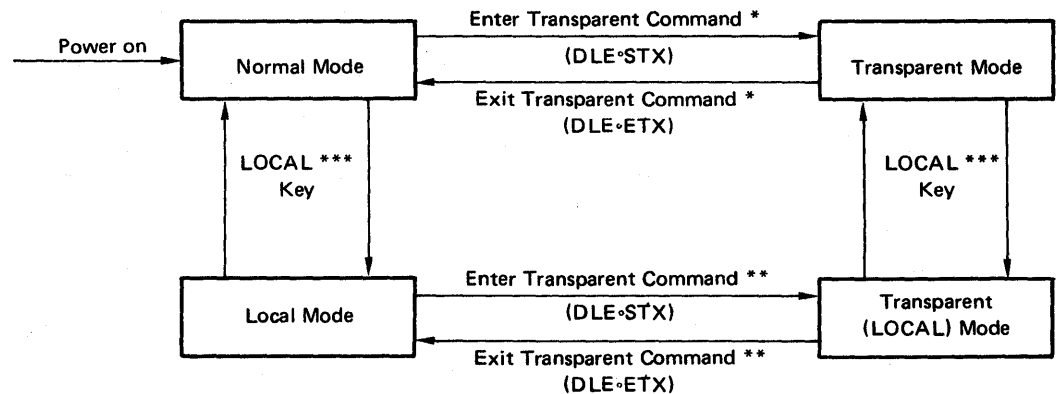 Enter Transparent Command *
Power on
Normal Mode
(DLE∘STX)
Transparent Mode
Exit Transparent Command *
(DLE∘ETX)
LOCAL ***
Key
LOCAL ***
Key
Enter Transparent Command **
Local Mode
(DLE∘STX)
Transparent
(LOCAL) Mode
Exit Transparent Command **
(DLE∘ETX)